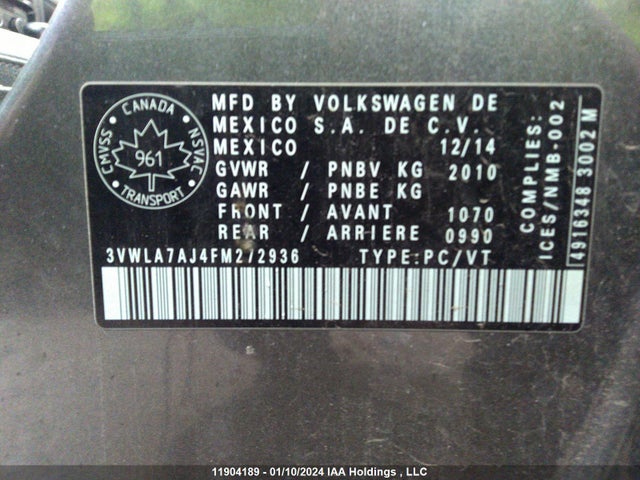 CANADA
CMVSS
961
NSVAC
TRANSPORT
MFD BY VOLKSWAGEN DE
MEXICO S.A. DE C.V.
MEXICO 12/14
GVWR / PNBV KG 2010
GAWR / PNBE KG
FRONT / AVANT 1070
REAR / ARRIERE 0990
3VWLA7AJ4FM272936 TYPE:PC/VT
COMPLIES:
ICES/NMB-002
14916348 3002 M
11904189 - 01/10/2024 IAA Holdings , LLC